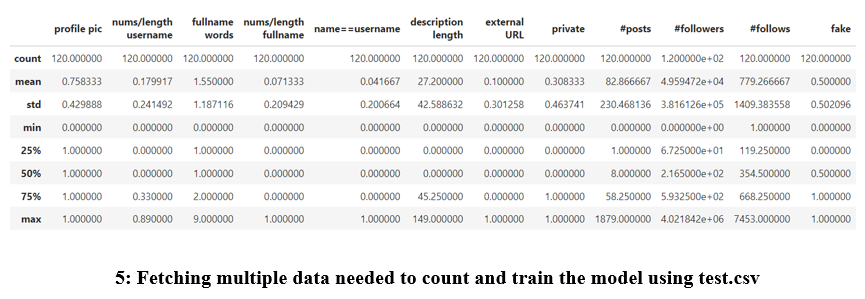 profile pic nums/length username fullname words nums/length fullname name==username description length external URL private #posts #followers #follows fake
count 120.000000 120.000000 120.000000 120.000000 120.000000 120.000000 120.000000 120.000000 120.000000 1.200000e+02 120.000000 120.000000
mean 0.758333 0.179917 1.550000 0.071333 0.041667 27.200000 0.100000 0.308333 82.866667 4.959472e+04 779.266667 0.500000
std 0.429888 0.241492 1.187116 0.209429 0.200664 42.588632 0.301258 0.463741 230.468136 3.816126e+05 1409.383558 0.502096
min 0.000000 0.000000 1.000000 0.000000 0.000000 0.000000 0.000000 0.000000 0.000000 0.000000e+00 1.000000 0.000000
25% 1.000000 0.000000 1.000000 0.000000 0.000000 0.000000 0.000000 0.000000 1.000000 6.725000e+01 119.250000 0.000000
50% 1.000000 0.000000 1.000000 0.000000 0.000000 0.000000 0.000000 0.000000 8.000000 2.165000e+02 354.500000 0.500000
75% 1.000000 0.330000 2.000000 0.000000 0.000000 45.250000 0.000000 1.000000 58.250000 5.932500e+02 668.250000 1.000000
max 1.000000 0.890000 9.000000 1.000000 1.000000 149.000000 1.000000 1.000000 1879.000000 4.021842e+06 7453.000000 1.000000
5: Fetching multiple data needed to count and train the model using test.csv